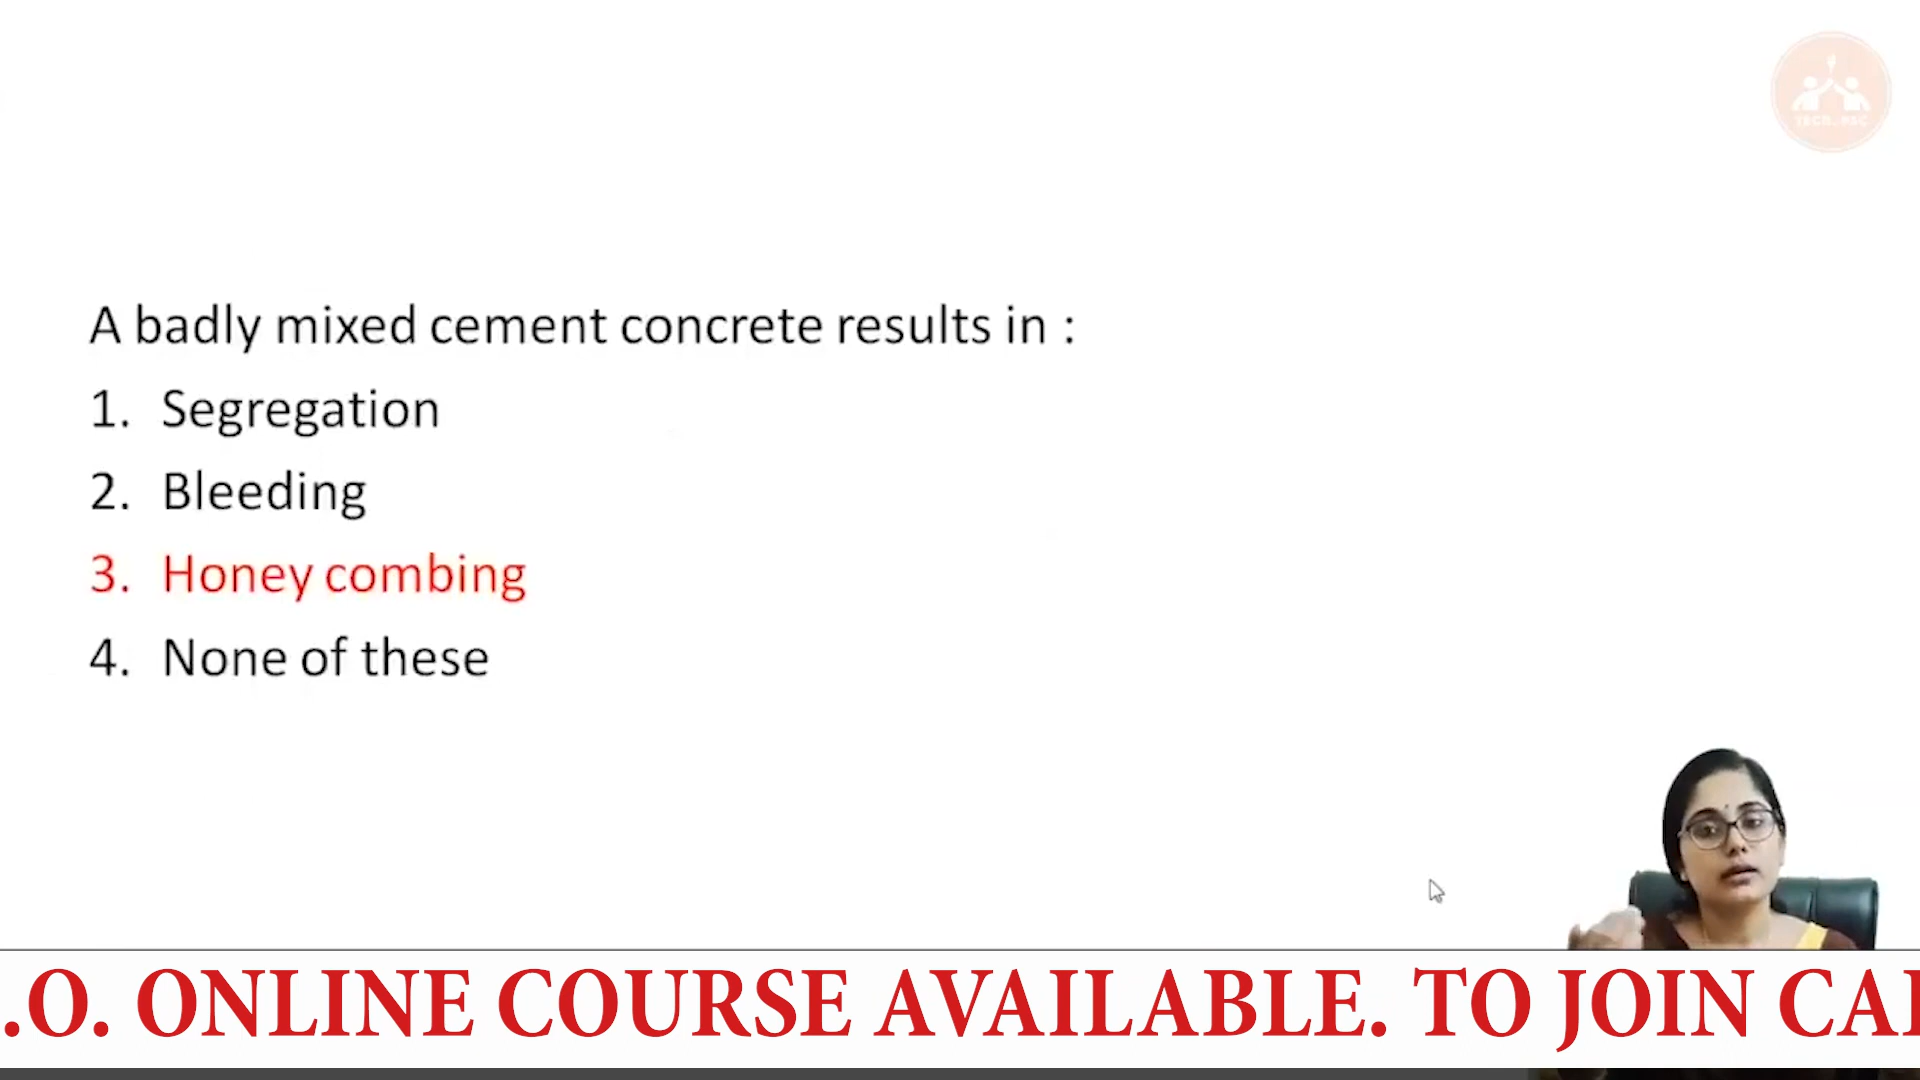 A badly mixed cement concrete results in :
1. Segregation
2. Bleeding
3. Honey combing
4. None of these
.O. ONLINE COURSE AVAILABLE. TO JOIN CAL